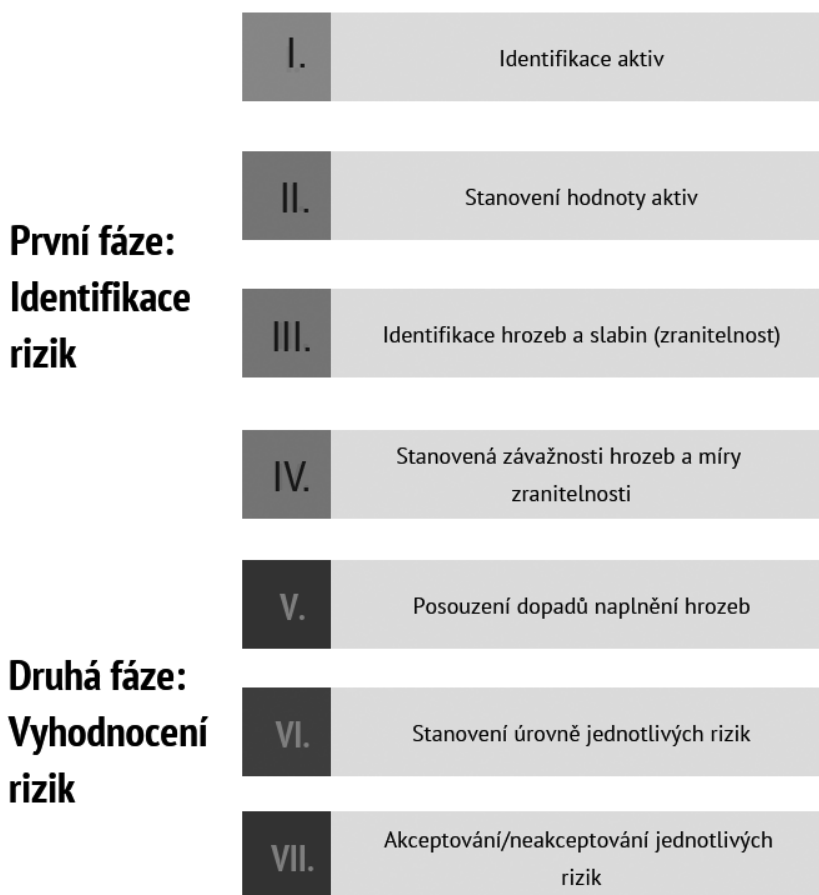 I.
Identifikace aktiv
II.
Stanovení hodnoty aktiv
První fáze:
Identifikace
rizik
III.
Identifikace hrozeb a slabin (zranitelnost)
IV.
Stanovená závažnosti hrozeb a míry
zranitelnosti
V.
Posouzení dopadů naplnění hrozeb
Druhá fáze:
Vyhodnocení
rizik
VI.
Stanovení úrovně jednotlivých rizik
VII.
Akceptování/neakceptování jednotlivých
rizik